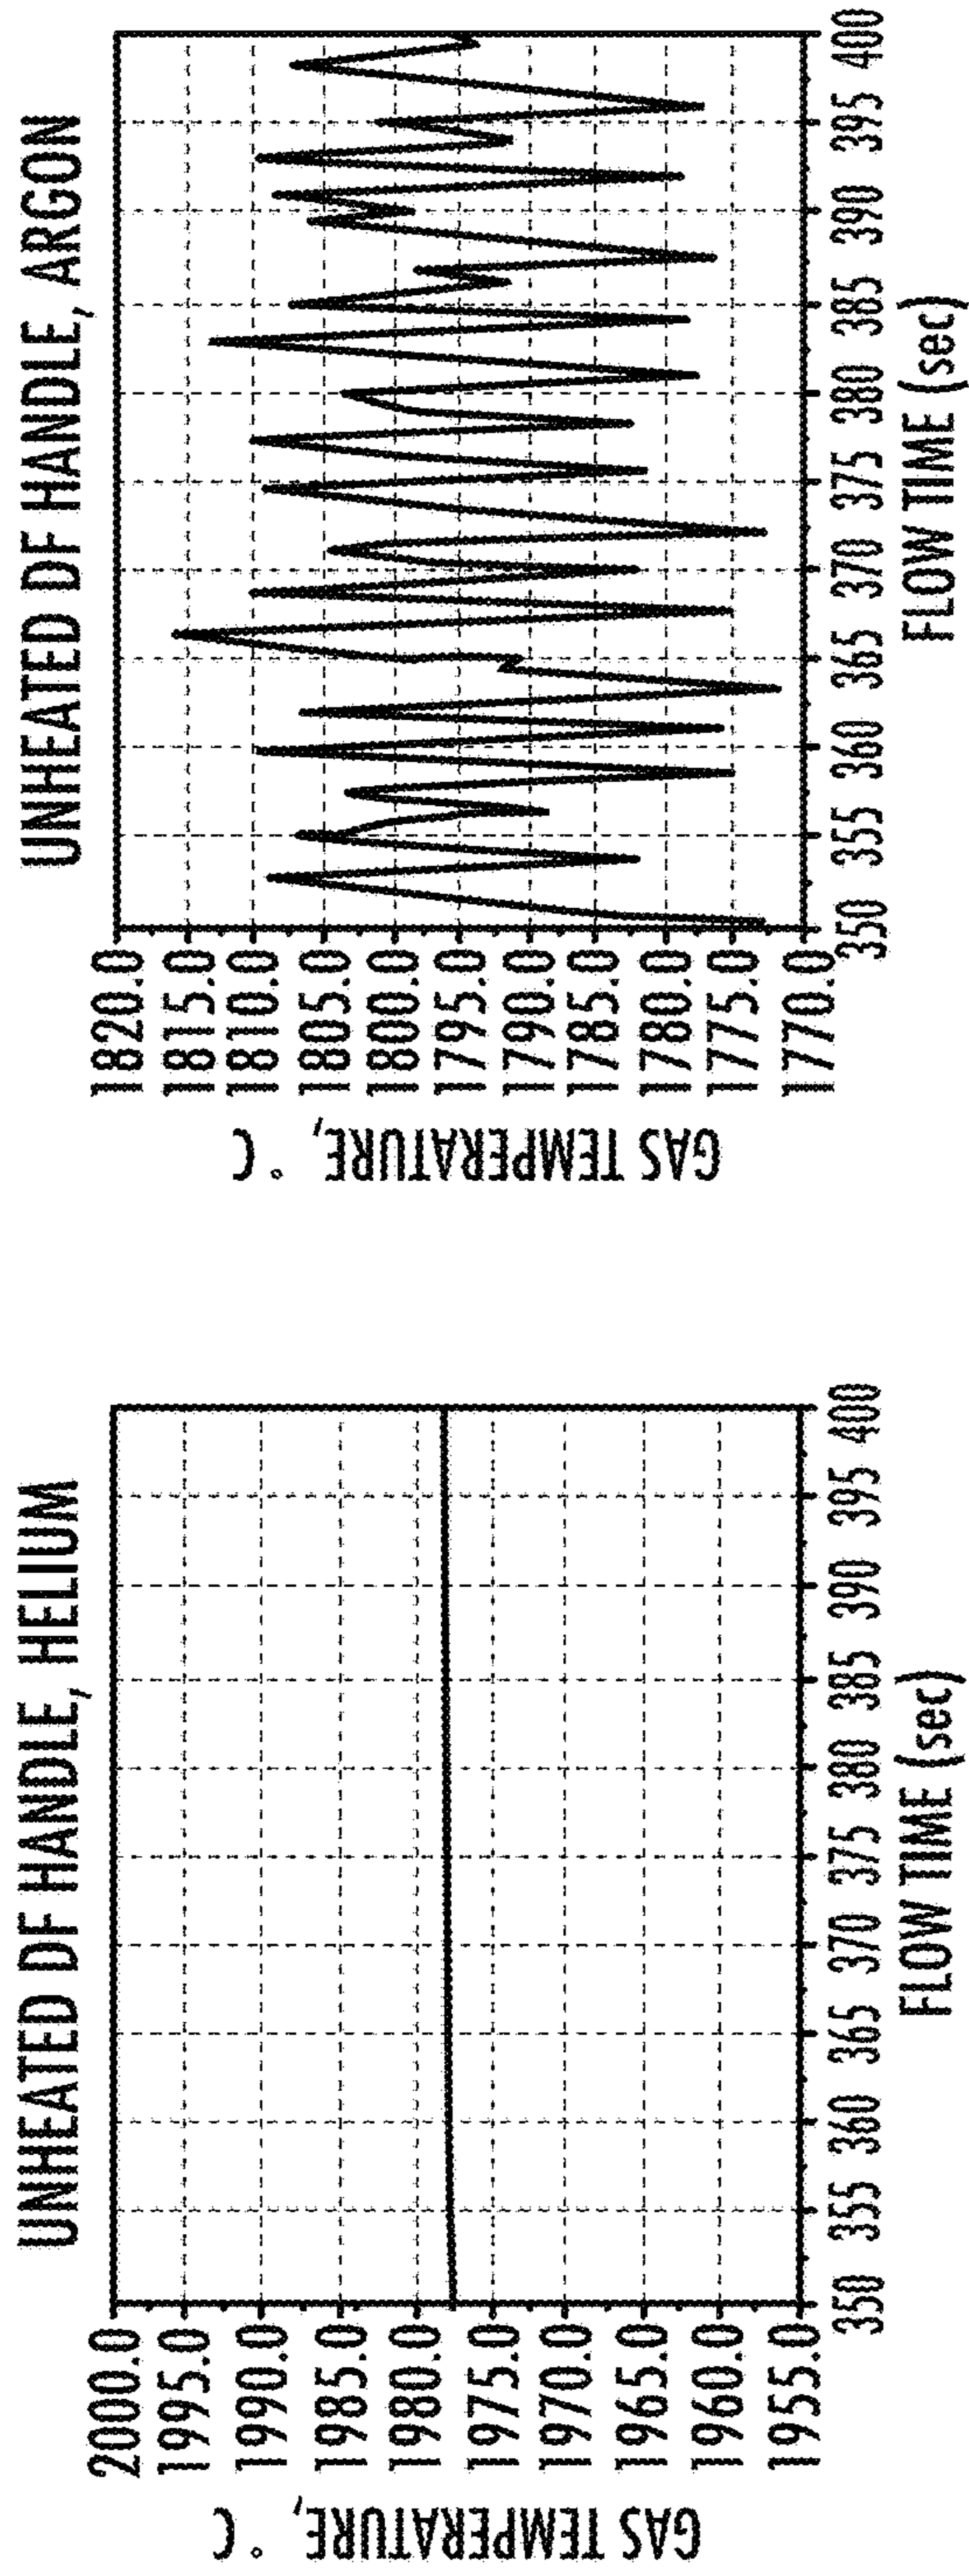 UNHEATED DF HANDLE, HELIUM
2000.0
1995.0
1990.0
1985.0
1980.0
1975.0
1970.0
1965.0
1960.0
1955.0
GAS TEMPERATURE, °C
350 355 360 365 370 375 380 385 390 395 400
FLOW TIME (sec)
UNHEATED DF HANDLE, ARGON
1820.0
1815.0
1810.0
1805.0
1800.0
1795.0
1790.0
1785.0
1780.0
1775.0
1770.0
GAS TEMPERATURE, °C
350 355 360 365 370 375 380 385 390 395 400
FLOW TIME (sec)